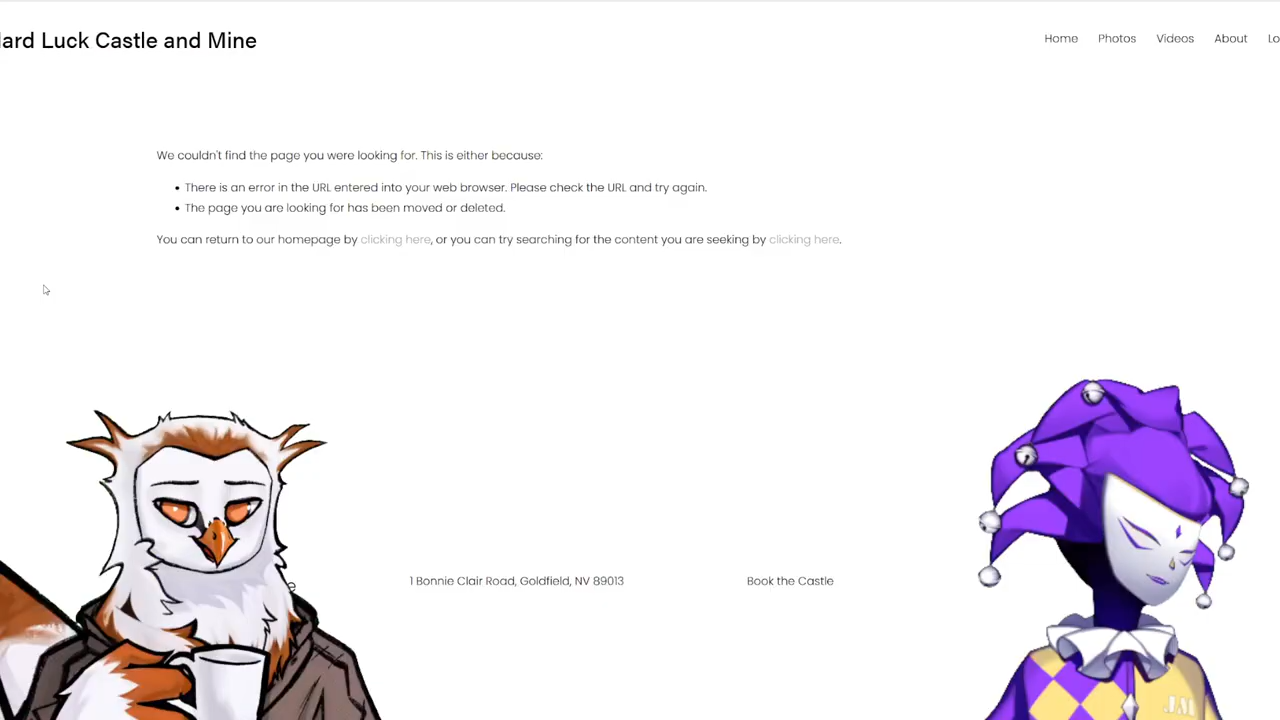 ard Luck Castle and Mine
Home Photos Videos About Lo
We couldn't find the page you were looking for. This is either because:
• There is an error in the URL entered into your web browser. Please check the URL and try again.
• The page you are looking for has been moved or deleted.
You can return to our homepage by clicking here, or you can try searching for the content you are seeking by clicking here.
e
1 Bonnie Clair Road, Goldfield, NV 89013
Book the Castle
J.M